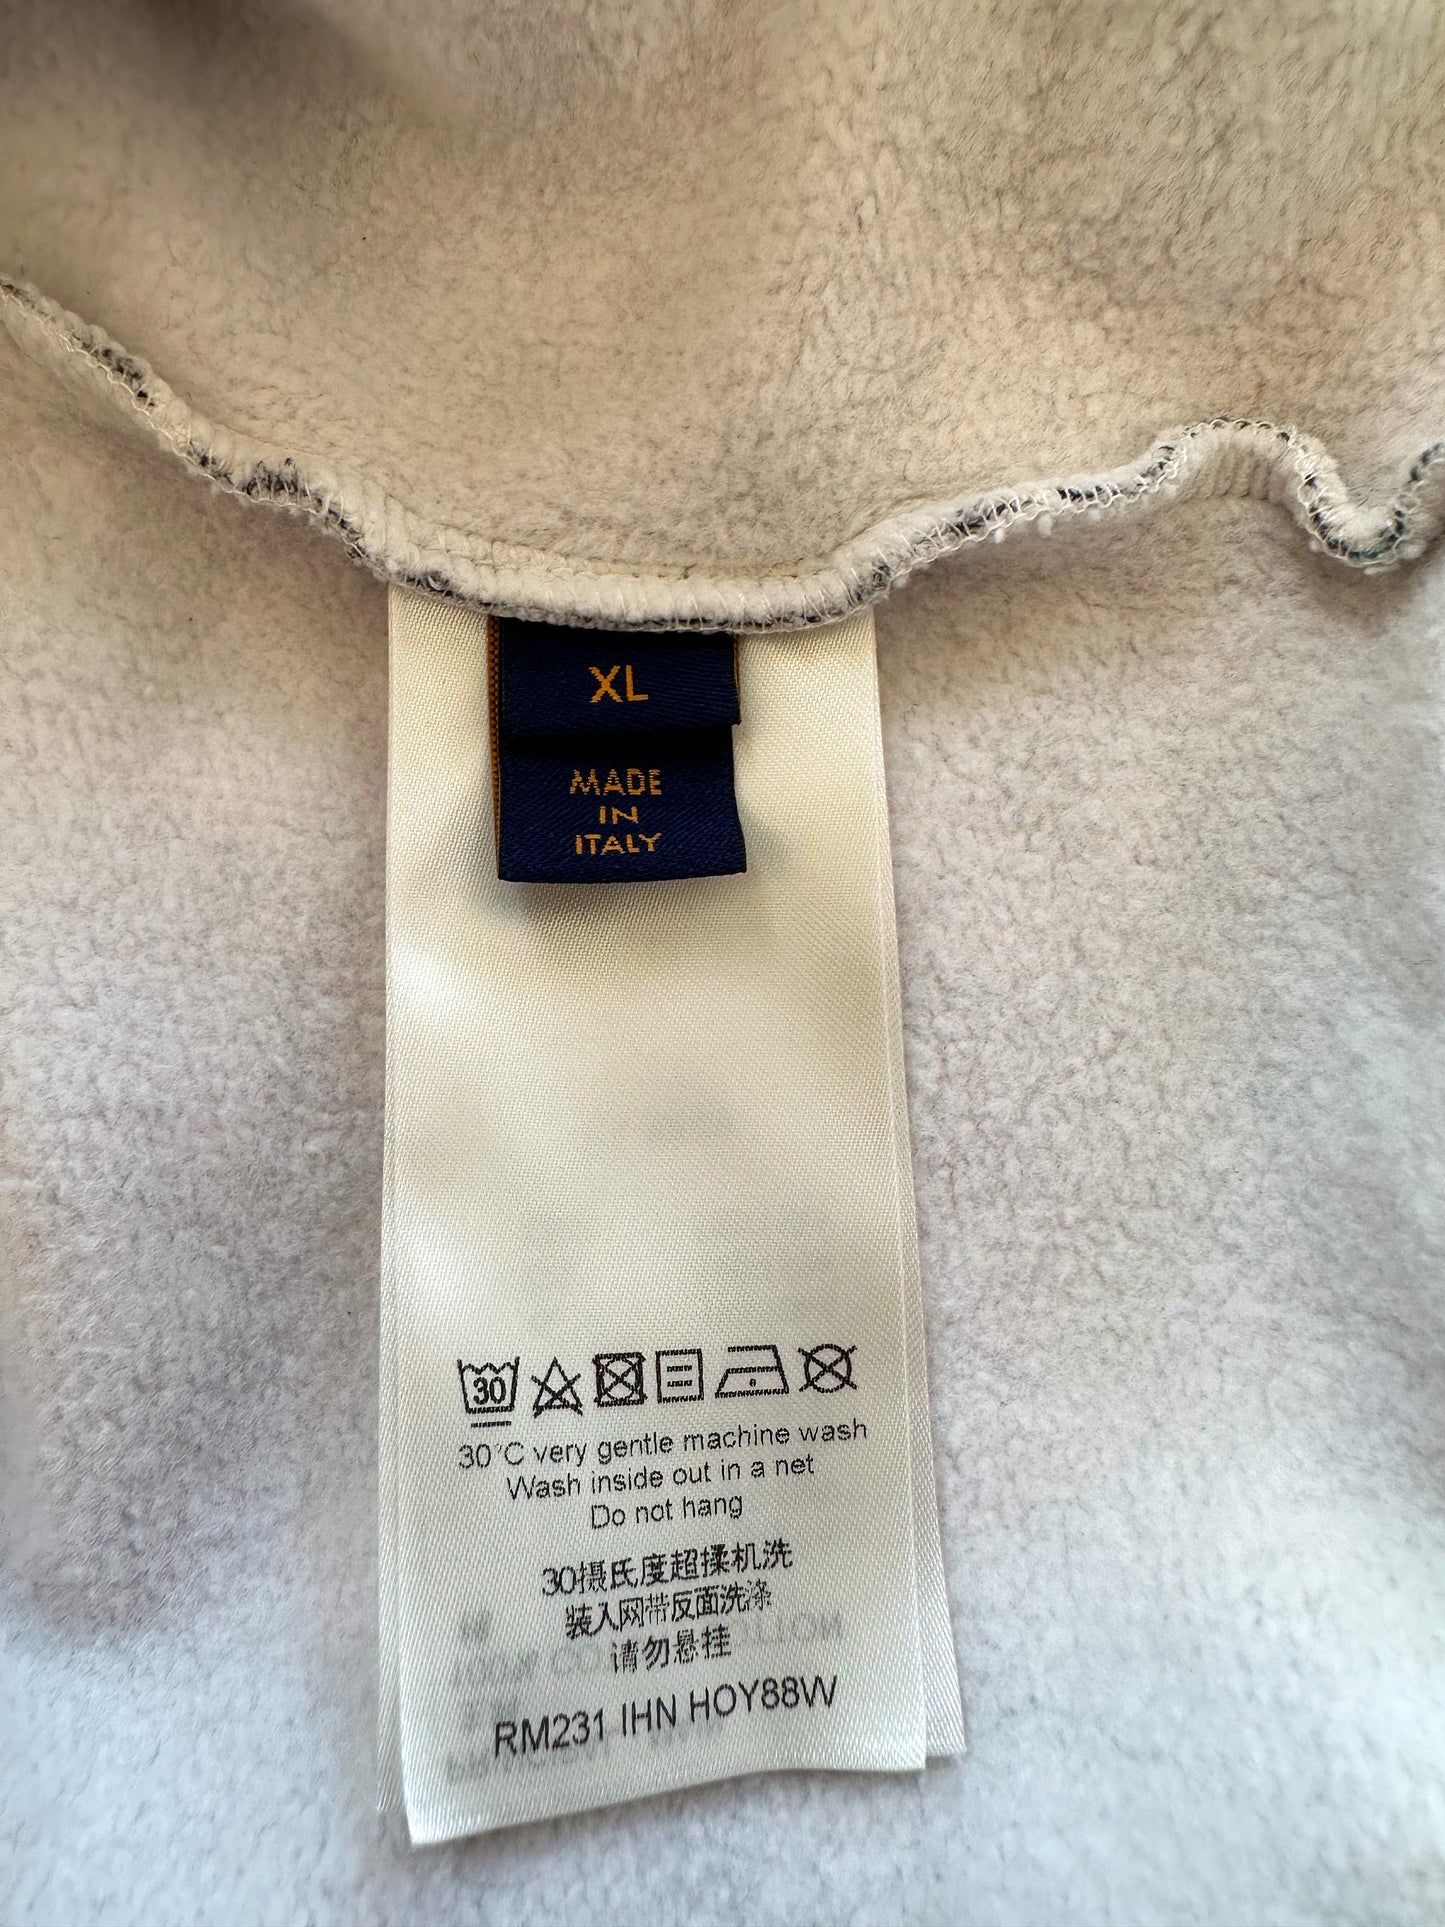 XL
MADE
IN
ITALY
30
30°C very gentle machine wash
Wash inside out in a net
Do not hang
30摄氏度超揉机洗
装入网带反面洗涤
请勿悬挂
RM231 IHN HOY88W